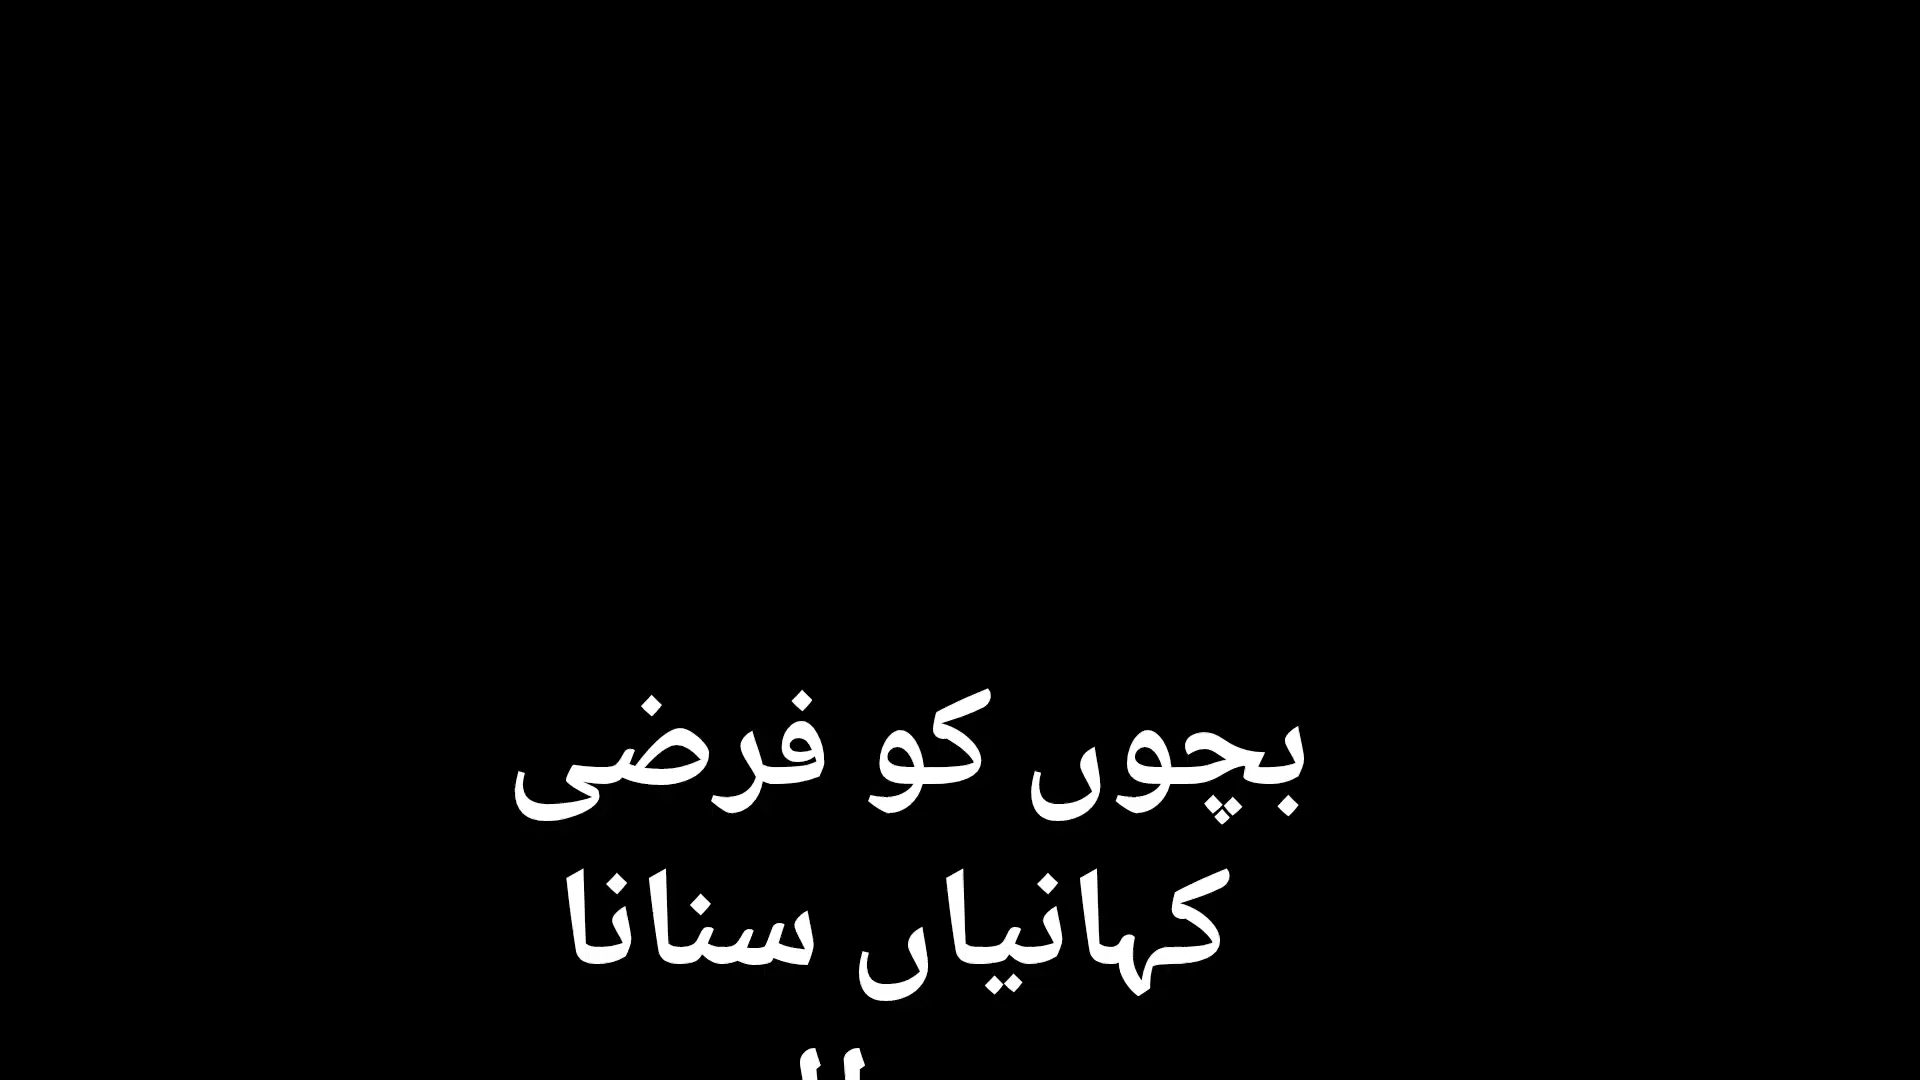 بچوں کو فرضی
کہانیاں سنانا